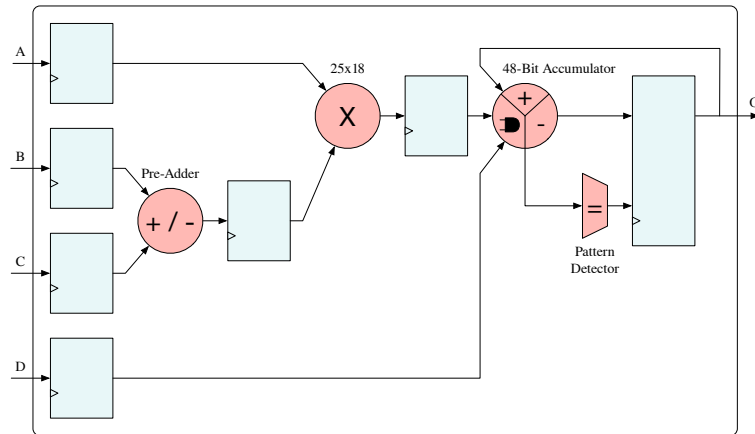 A
25x18
48-Bit Accumulator
X
+
-
B
Pre-Adder
+ / -
=
C
Pattern
Detector
D